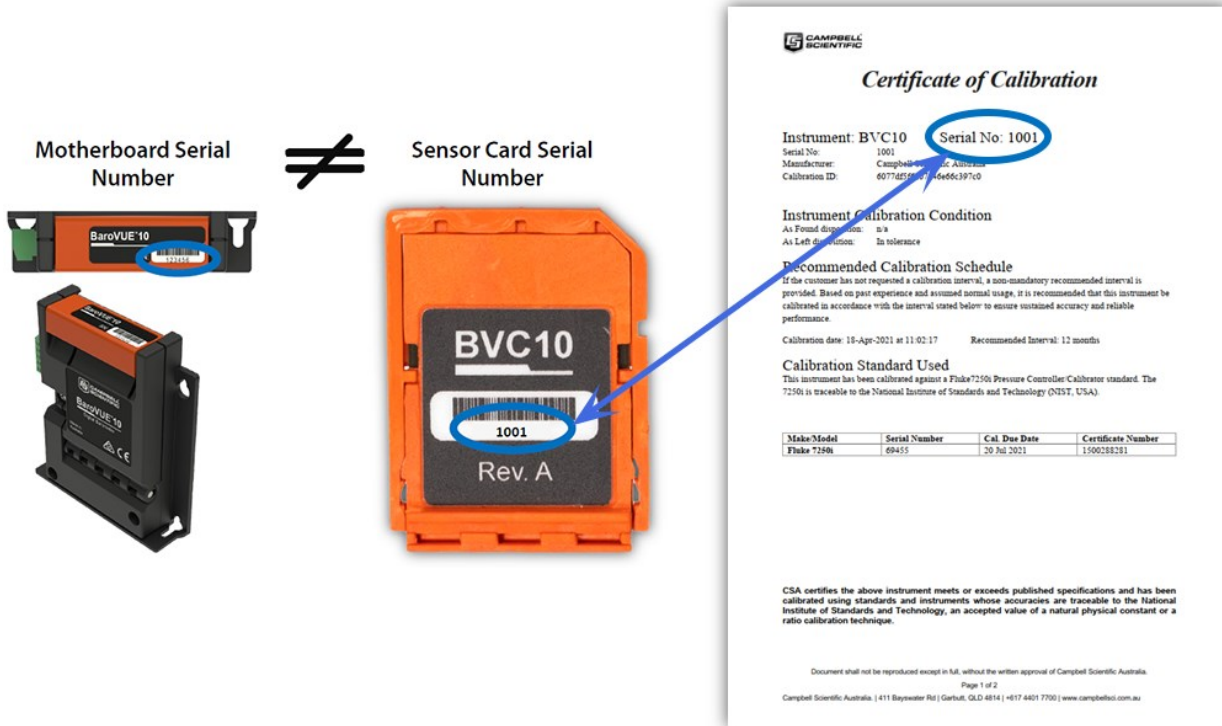 Motherboard Serial
Number
≠
Sensor Card Serial
Number
BaroVUE™10
123456
BaroVUE™10
CAMPBELL
SCIENTIFIC
BaroVUE™10
Digital Barometer
CE
BVC10
1001
Rev. A
CAMPBELL
SCIENTIFIC
Certificate of Calibration
Instrument: BVC10 Serial No: 1001
Serial No: 1001
Manufacturer: Campbell Australia
Calibration ID:
Instrument Calibration Condition
As Found disposition: n/a
As Left disposition: In tolerance
Recommended Calibration Schedule
If the customer has not requested a calibration interval, a non-mandatory recommended interval is
provided. Based on past experience and assumed normal usage, it is recommended that this instrument be
calibrated in accordance with the interval stated below to ensure sustained accuracy and reliable
performance.
Calibration date: 18-Apr-2021 at 11:02:17 Recommended Interval: 12 months
Calibration Standard Used
This instrument has been calibrated against a Fluke7250i Pressure Controller/Calibrator standard. The
7250i is traceable to the National Institute of Standards and Technology (NIST, USA).
Make/Model Serial Number Cal. Due Date Certificate Number
Fluke 7250i 69455 20 Jul 2021 1500288281
CSA certifies the above instrument meets or exceeds published specifications and has been
calibrated using standards and instruments whose accuracies are traceable to the National
Institute of Standards and Technology, an accepted value of a natural physical constant or a
ratio calibration technique.
Document shall not be reproduced except in full, without the written approval of Campbell Scientific Australia.
Page 1 of 2
Campbell Scientific Australia. | 411 Bayswater Rd | Garbutt, QLD 4814 | +617 4401 7700 | www.campbellsci.com.au